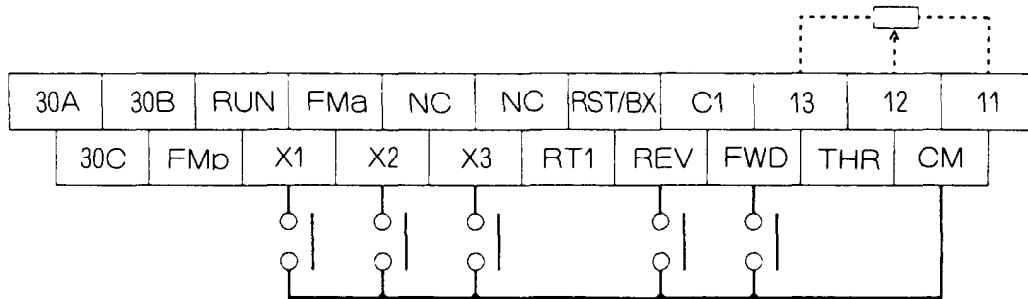 30A 30B RUN FMa NC NC RST/BX C1 13 12 11
30C FMp X1 X2 X3 RT1 REV FWD THR CM